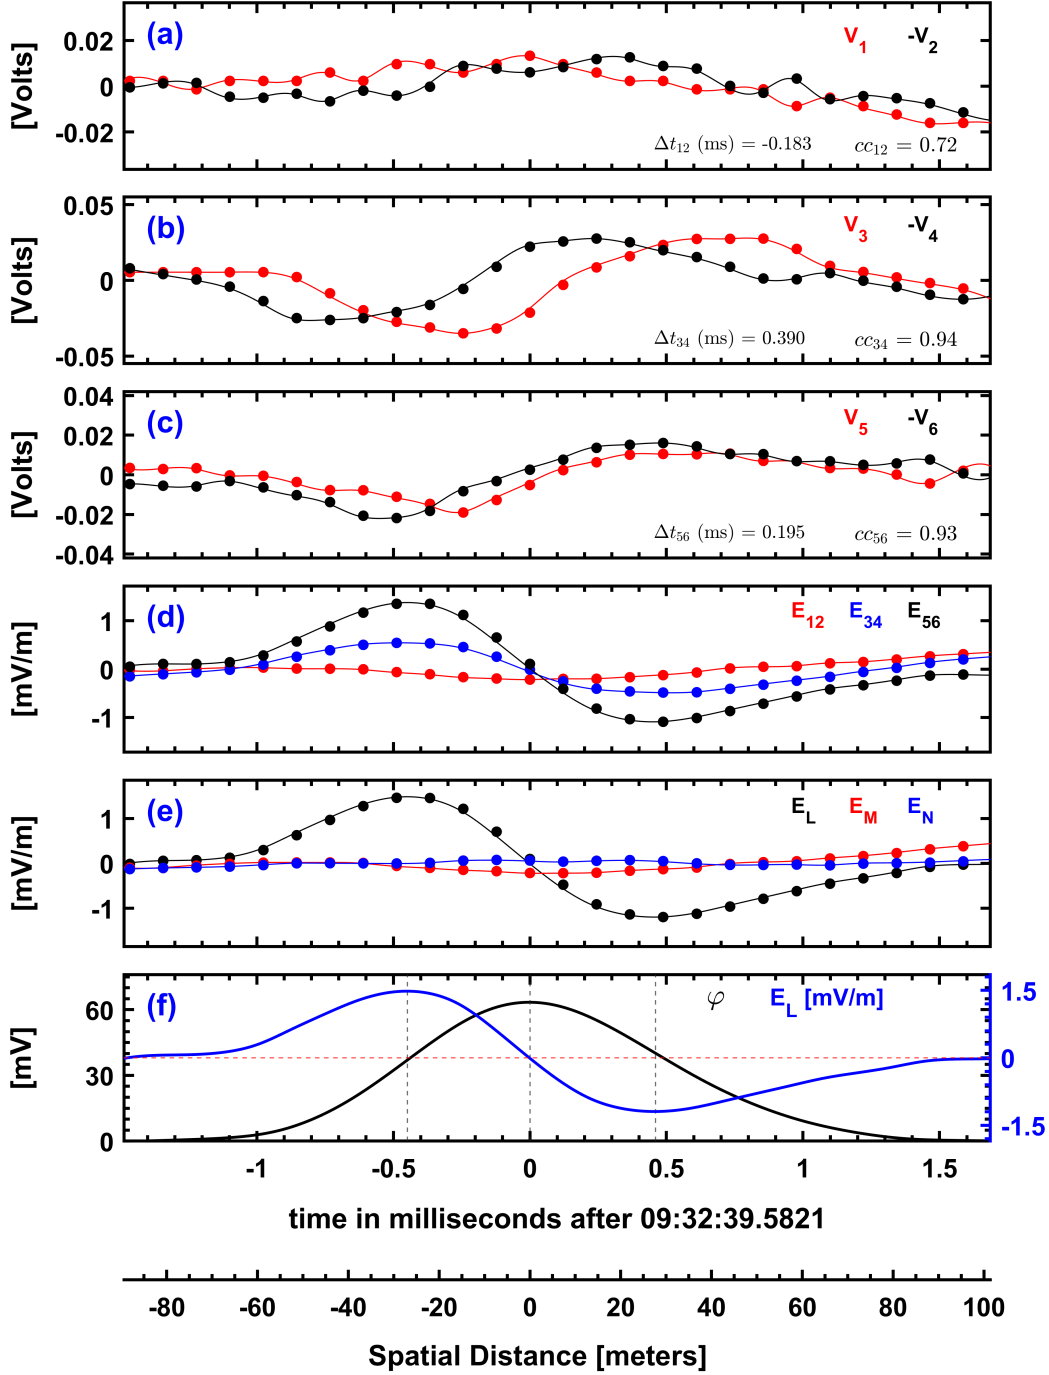 (a) V1 -V2
0.02
0
-0.02
[Volts]
Δt12 (ms) = -0.183 cc12 = 0.72
(b) V3 -V4
0.05
0
-0.05
[Volts]
Δt34 (ms) = 0.390 cc34 = 0.94
(c) V5 -V6
0.04
0.02
0
-0.02
-0.04
[Volts]
Δt56 (ms) = 0.195 cc56 = 0.93
(d) E12 E34 E56
1
0
-1
[mV/m]
(e) EL EM EN
1
0
-1
[mV/m]
(f) φ EL [mV/m]
60
30
0
[mV]
1.5
0
-1.5
-1 -0.5 0 0.5 1 1.5
time in milliseconds after 09:32:39.5821
-80 -60 -40 -20 0 20 40 60 80 100
Spatial Distance [meters]